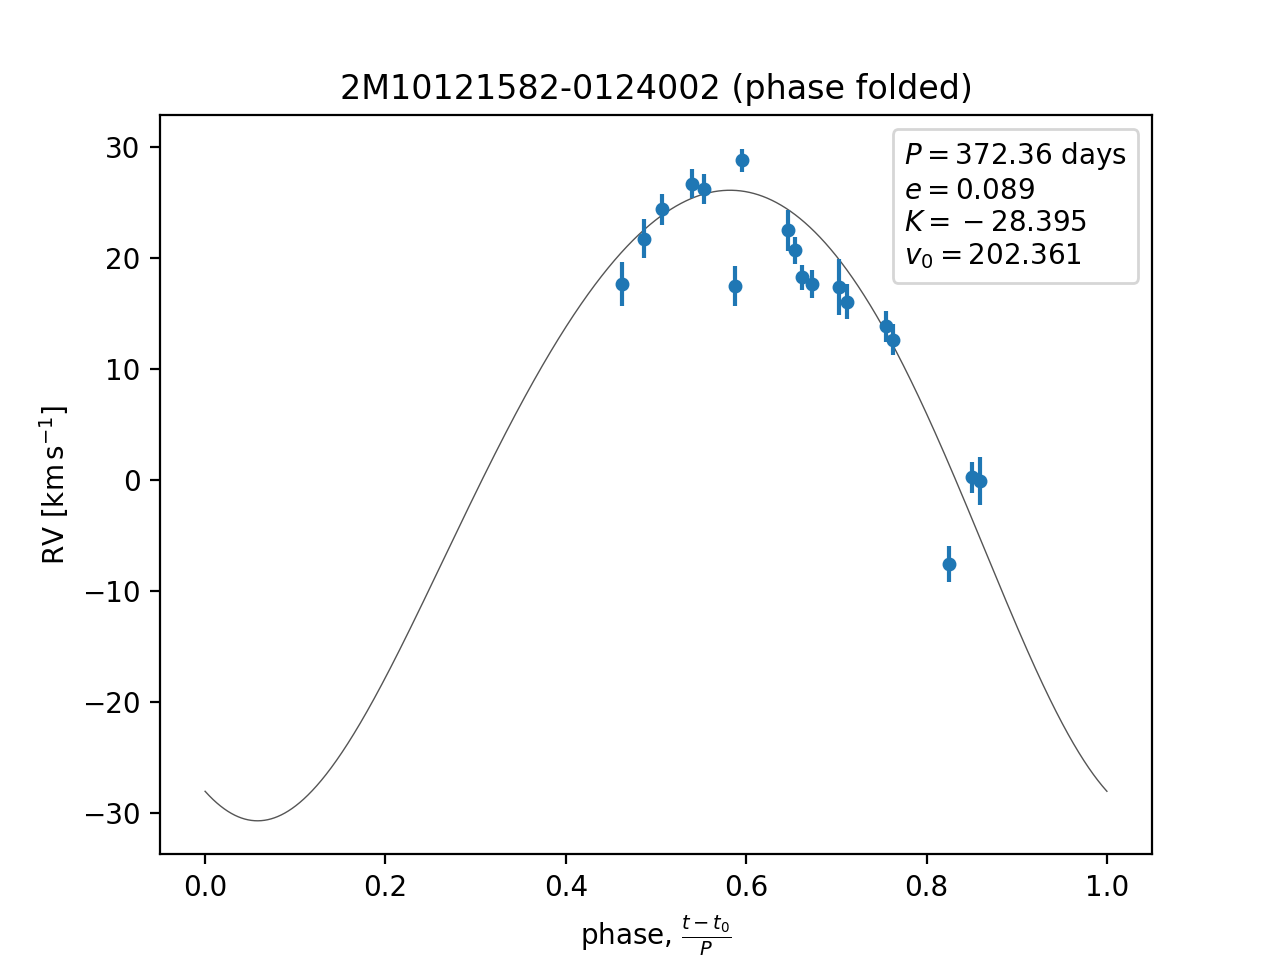 2M10121582-0124002 (phase folded)
P = 372.36 days
e = 0.089
K = −28.395
v₀ = 202.361
30
20
10
0
−10
−20
−30
RV [km s⁻¹]
0.0 0.2 0.4 0.6 0.8 1.0
phase, (t − t₀)/P